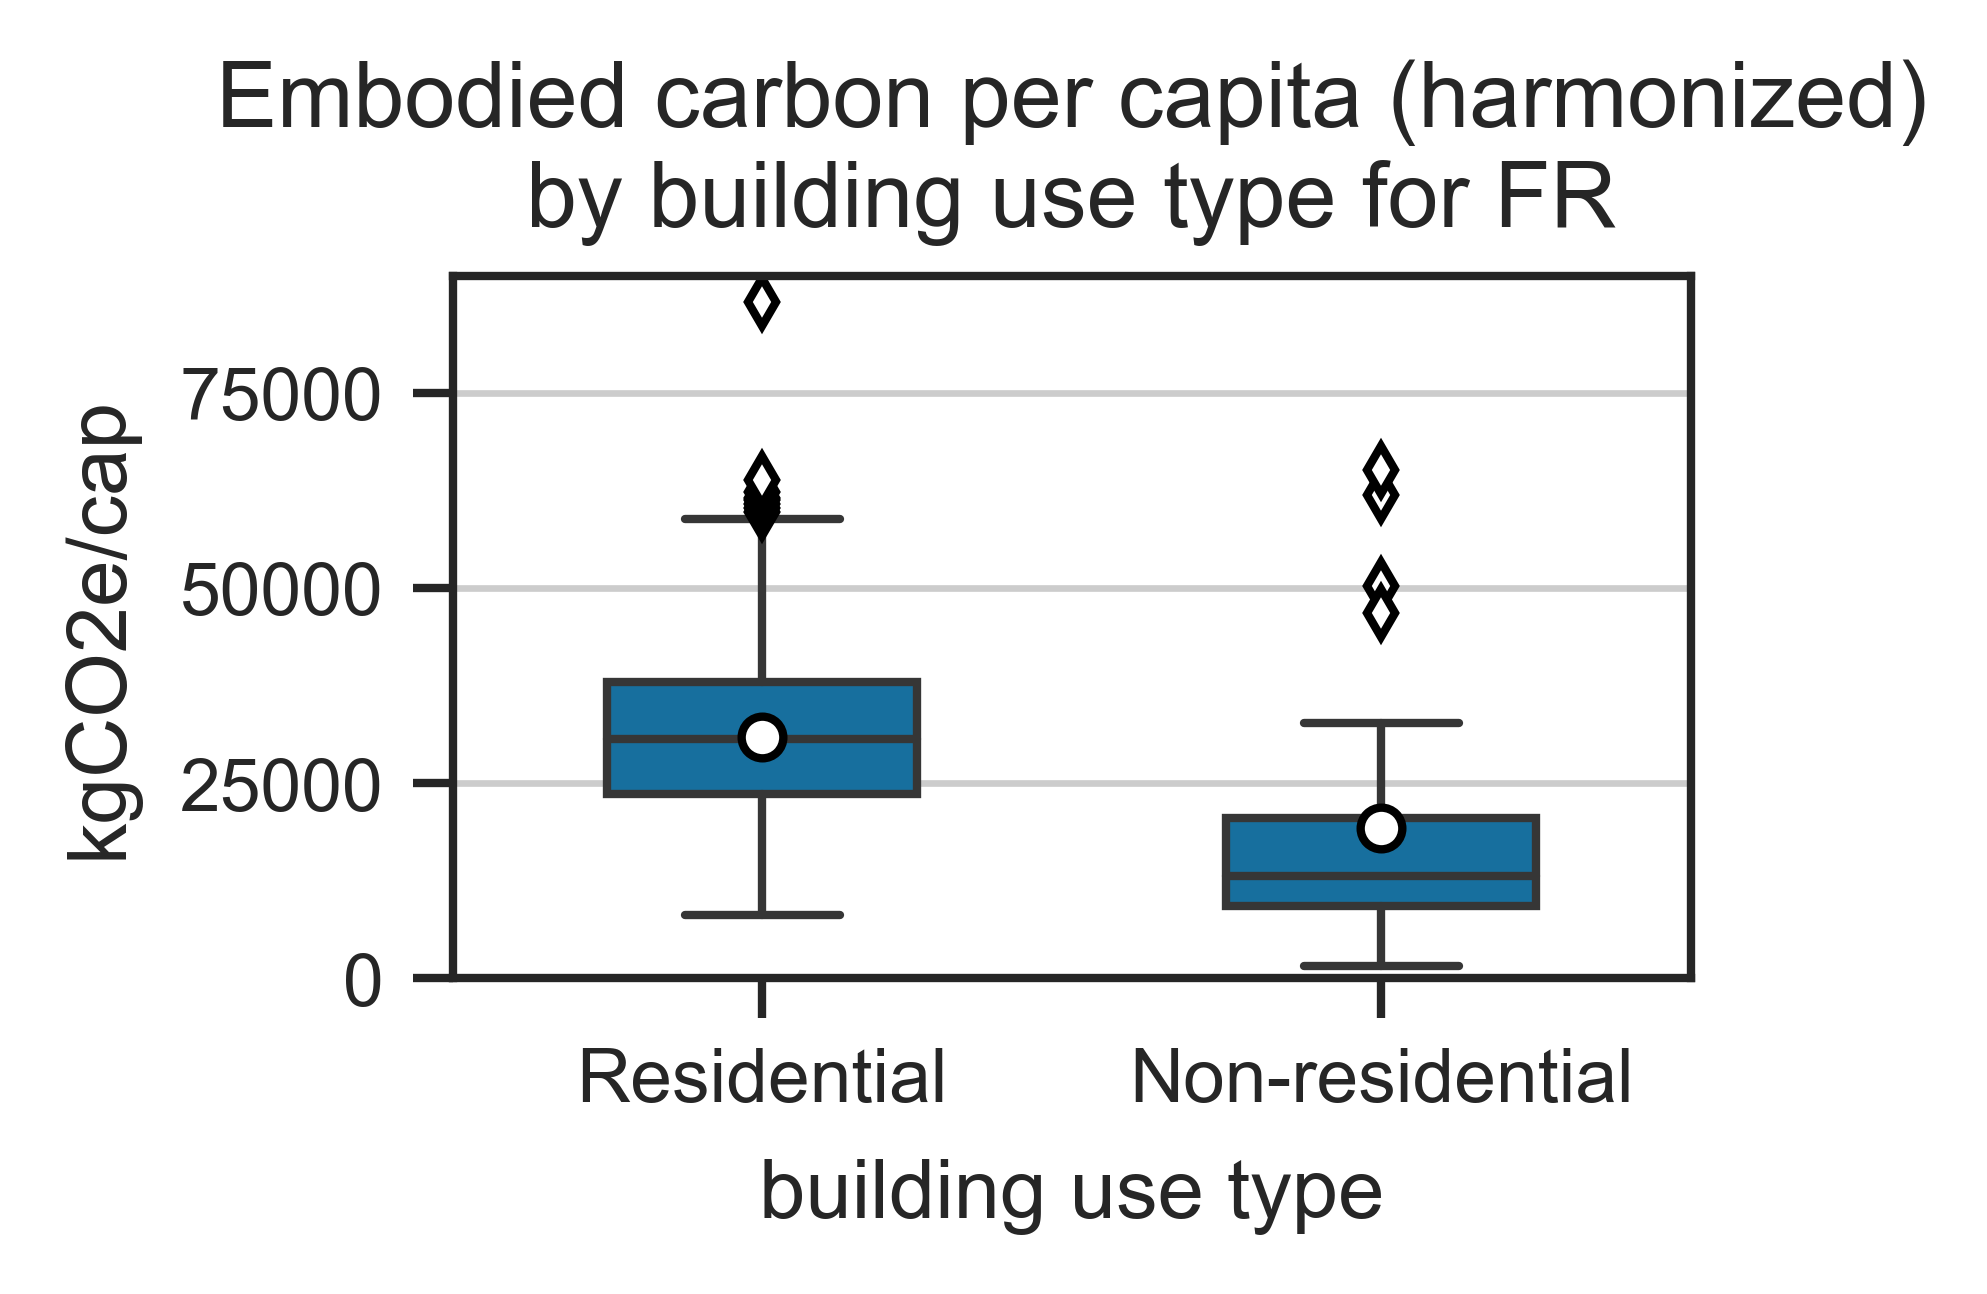 Embodied carbon per capita (harmonized)
by building use type for FR
kgCO2e/cap
75000
50000
25000
0
Residential
Non-residential
building use type